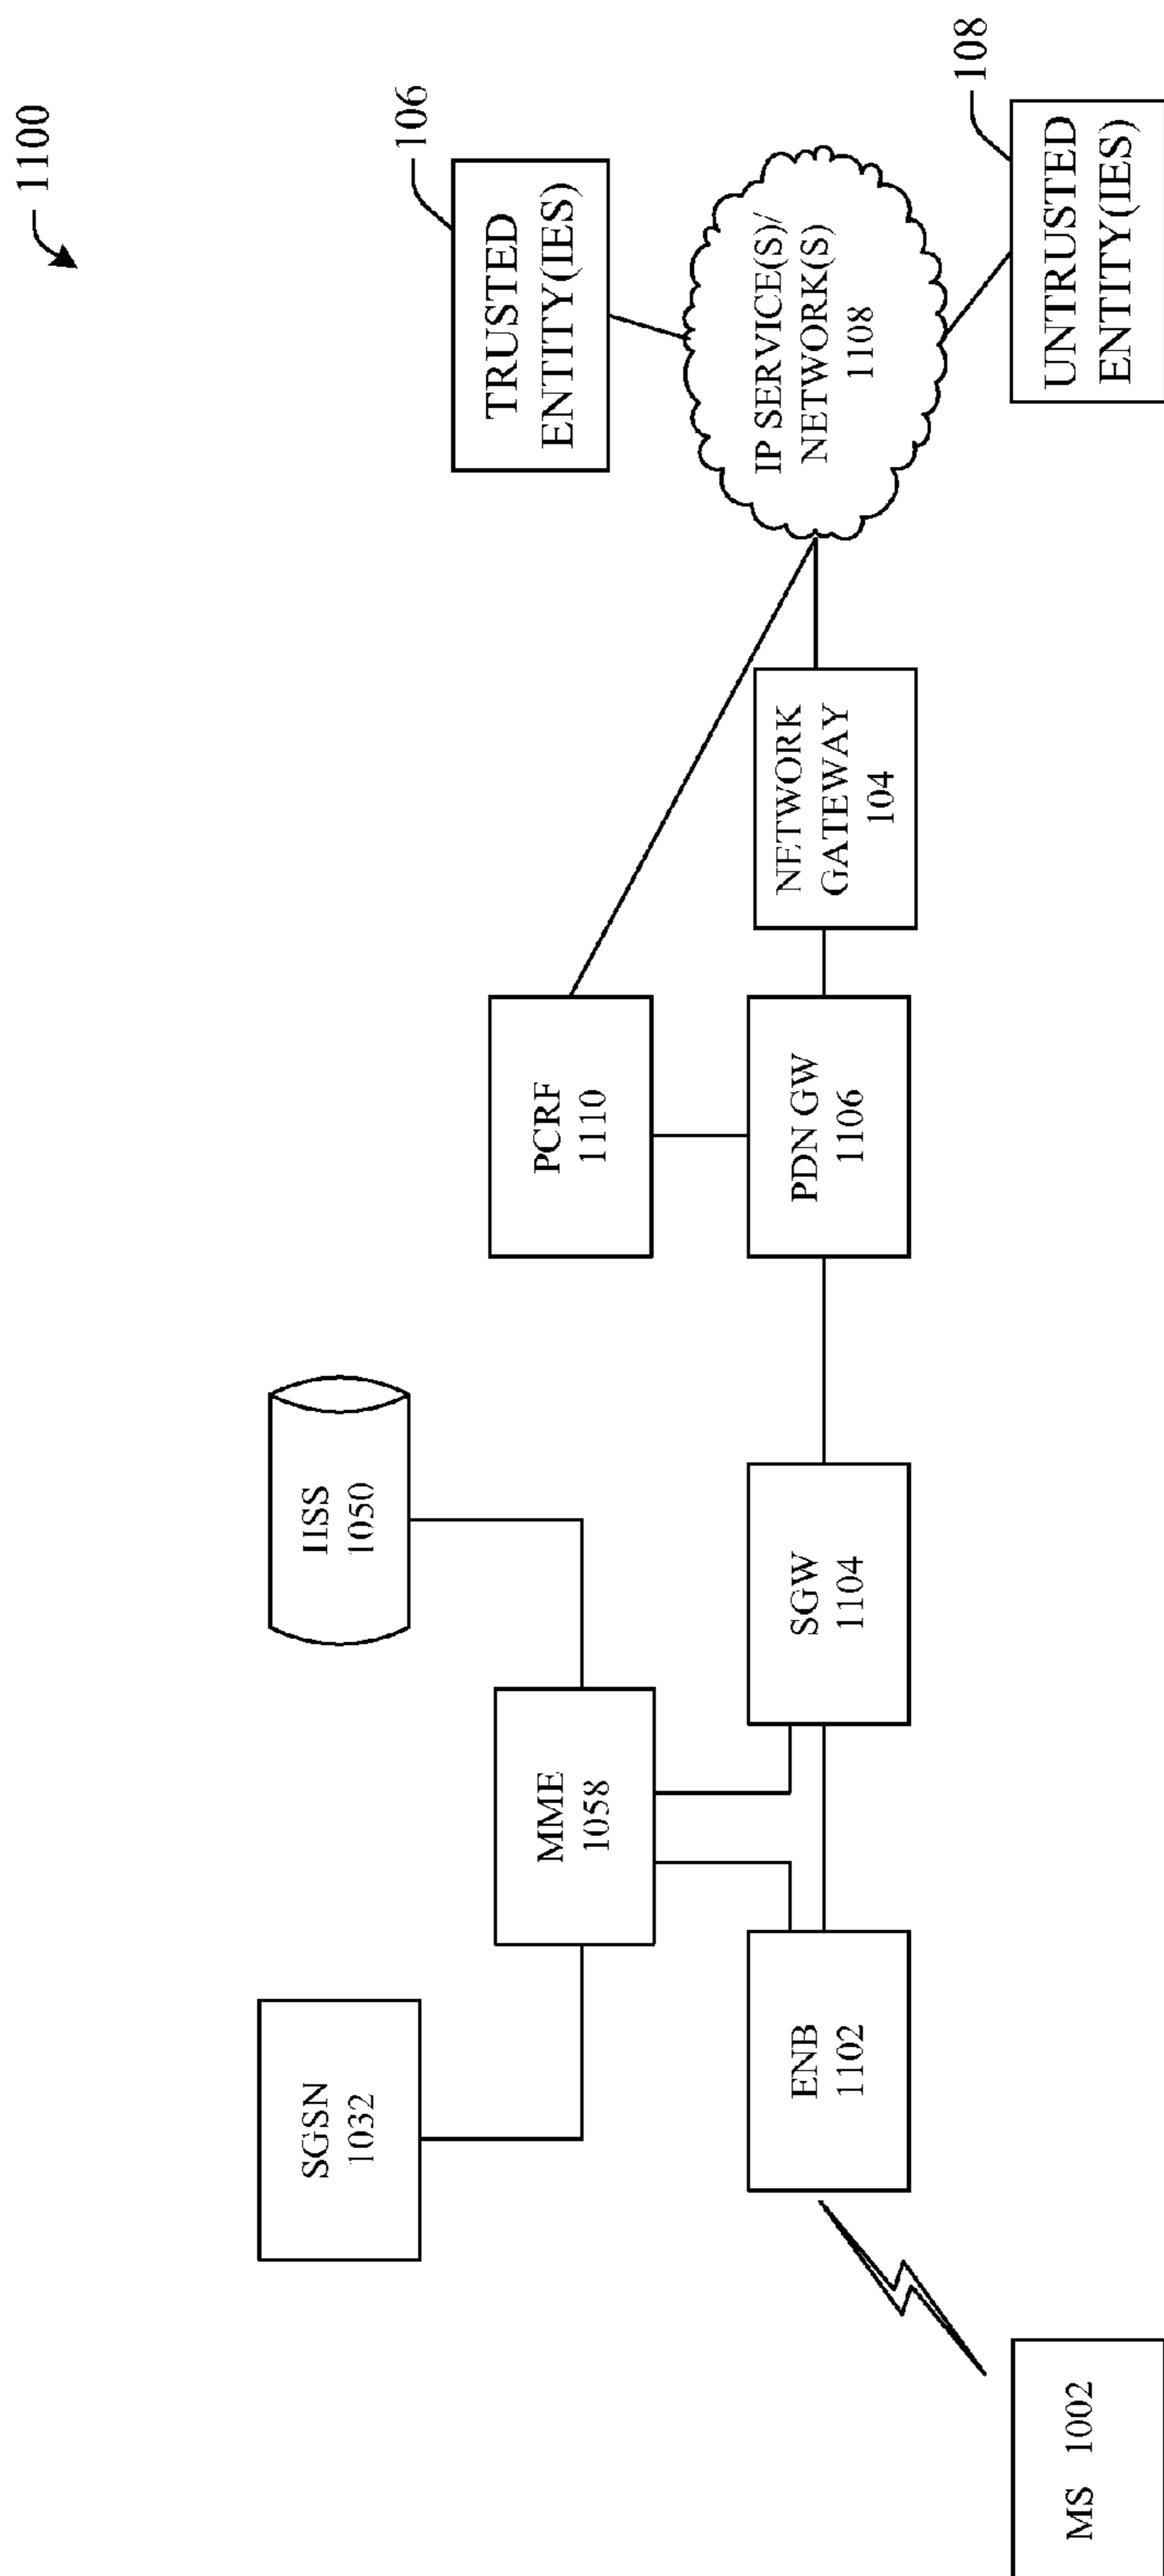 1100
TRUSTED
ENTITY(IES)
106
IP SERVICE(S)/
NETWORK(S)
1108
108
UNTRUSTED
ENTITY(IES)
SGSN
1032
HSS
1050
MME
1058
PCRF
1110
MS 1002
ENB
1102
SGW
1104
PDN GW
1106
NETWORK
GATEWAY
104